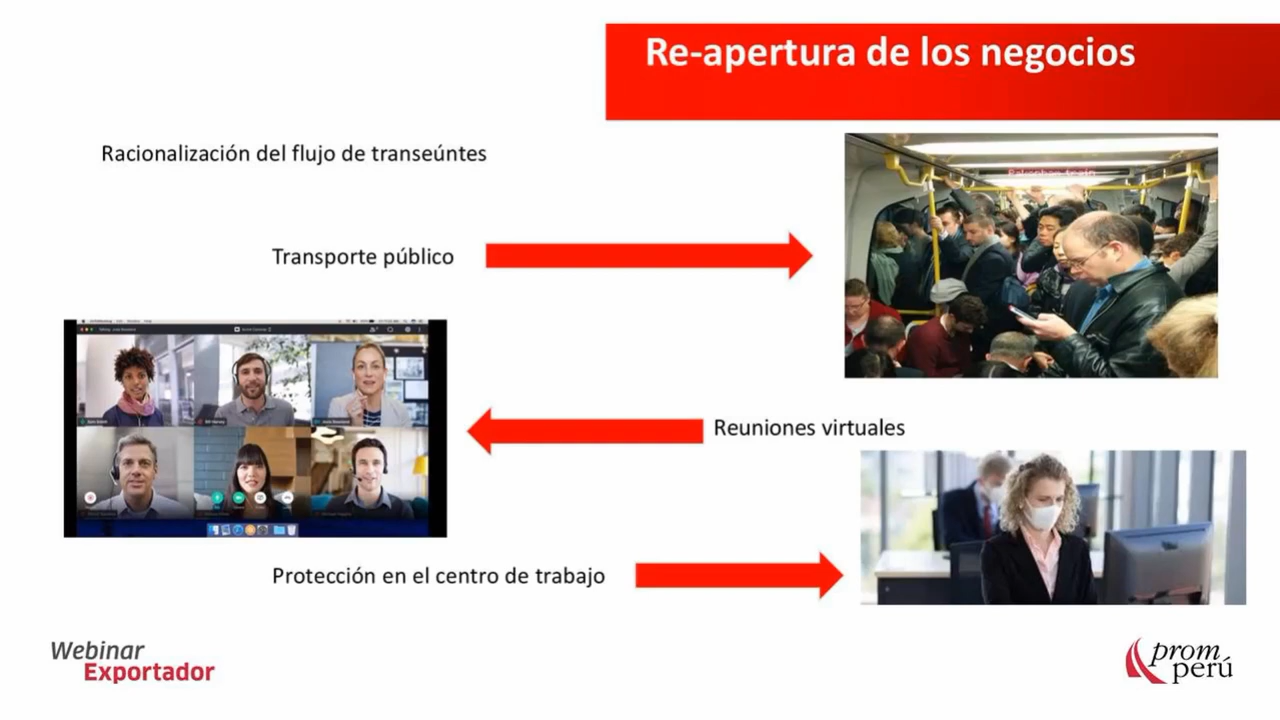 Re-apertura de los negocios
Racionalización del flujo de transeúntes
Transporte público
Reuniones virtuales
Protección en el centro de trabajo
Webinar
Exportador
prom
perú